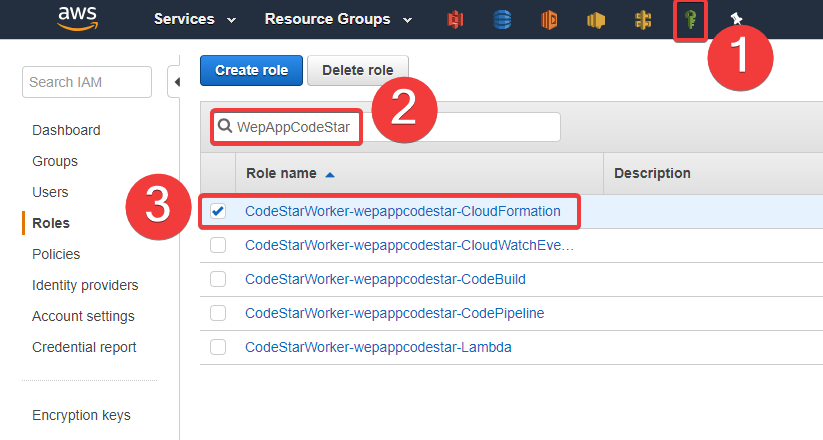 aws Services Resource Groups
1
Search IAM Create role Delete role
2
WepAppCodeStar
Dashboard
Groups
Users
Roles
Policies
Identity providers
Account settings
Credential report
Encryption keys
Role name Description
3
CodeStarWorker-wepappcodestar-CloudFormation
CodeStarWorker-wepappcodestar-CloudWatchEve…
CodeStarWorker-wepappcodestar-CodeBuild
CodeStarWorker-wepappcodestar-CodePipeline
CodeStarWorker-wepappcodestar-Lambda